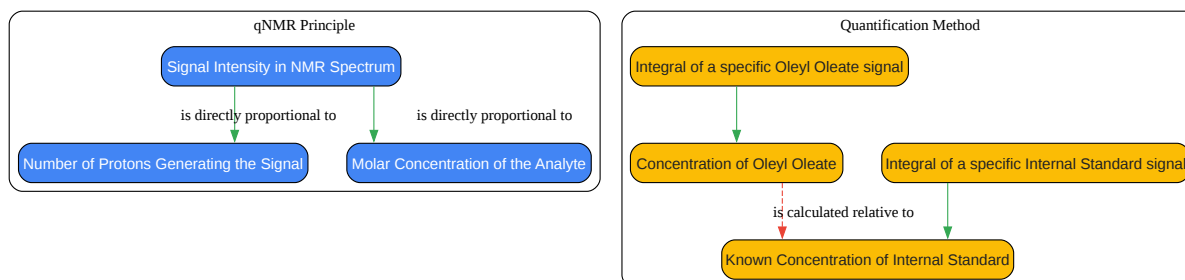 qNMR Principle
Signal Intensity in NMR Spectrum
is directly proportional to
is directly proportional to
Number of Protons Generating the Signal
Molar Concentration of the Analyte
Quantification Method
Integral of a specific Oleyl Oleate signal
Concentration of Oleyl Oleate
Integral of a specific Internal Standard signal
is calculated relative to
Known Concentration of Internal Standard